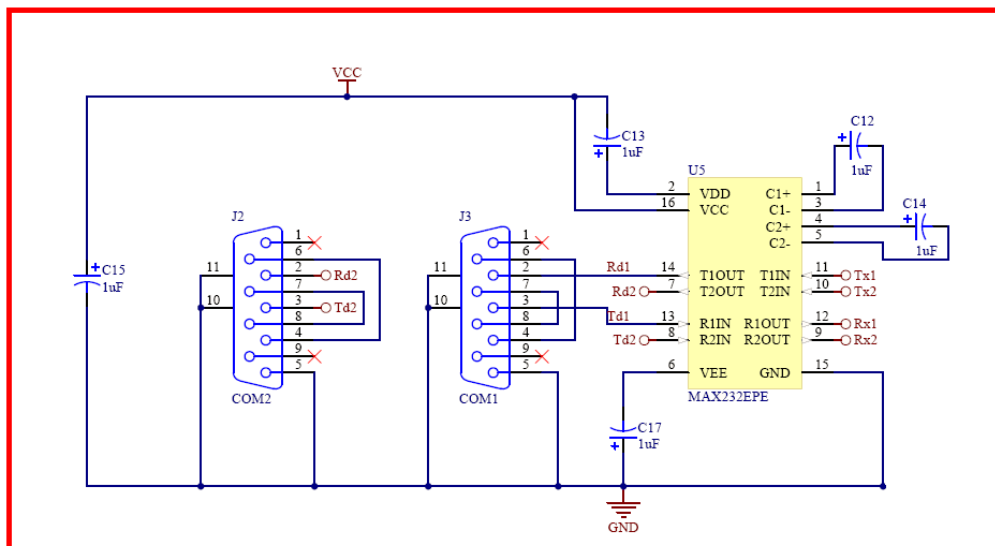 VCC
C13
1uF
C12
1uF
U5
2 VDD C1+ 1
16 VCC C1- 3
C2+ 4
C2- 5
C14
1uF
J2
J3
1
6
2 Rd2
7
3 Td2
8
4
9
5
11
10
COM2
1
6
2
7
3
8
4
9
5
11
10
COM1
C15
1uF
Rd1 14 T1OUT T1IN 11 Tx1
Rd2 7 T2OUT T2IN 10 Tx2
Td1 13 R1IN R1OUT 12 Rx1
Td2 8 R2IN R2OUT 9 Rx2
6 VEE GND 15
MAX232EPE
C17
1uF
GND